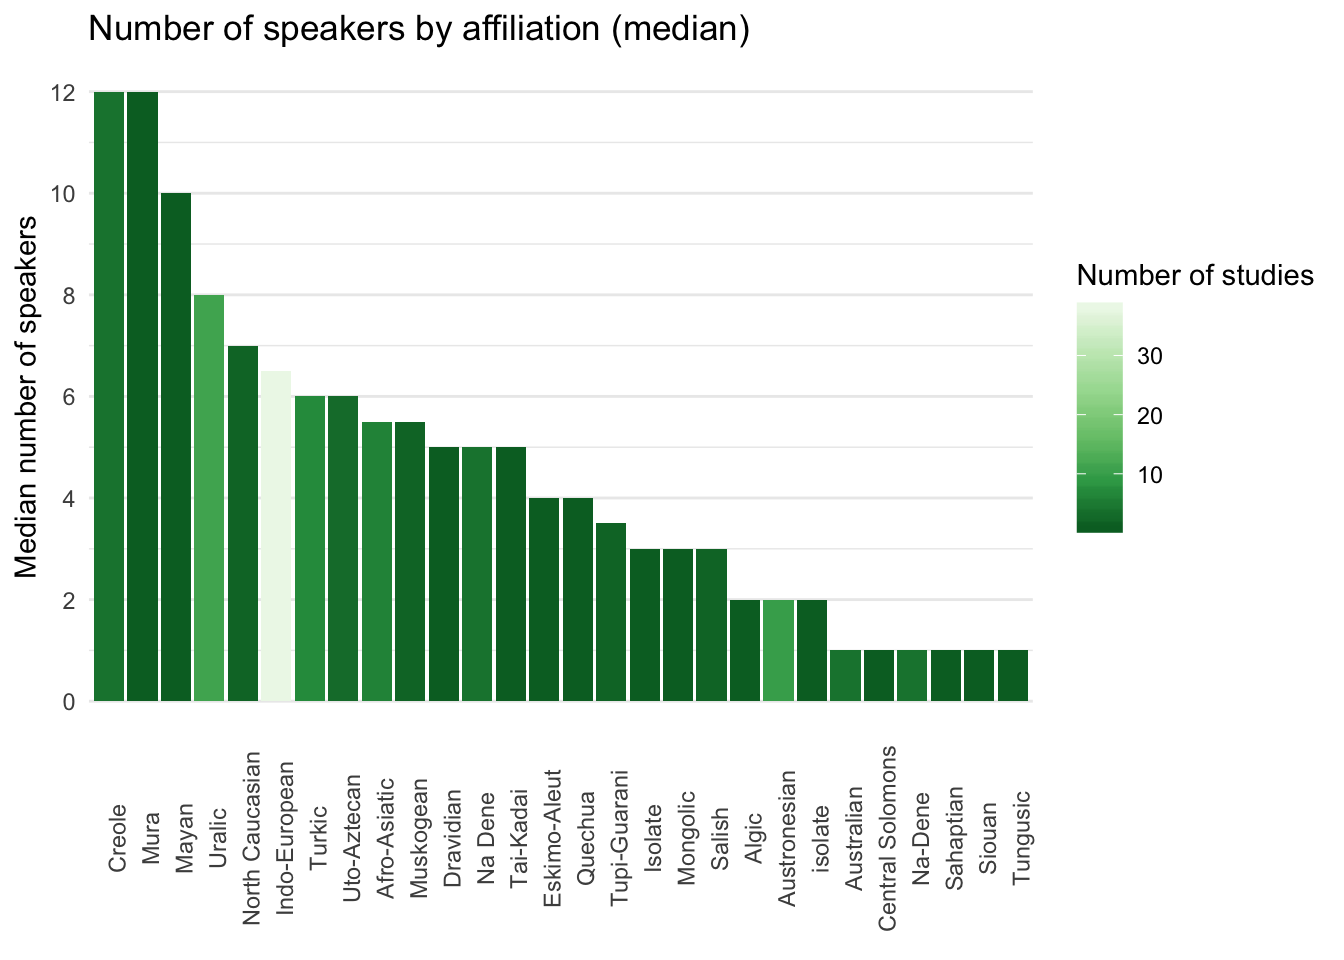 Number of speakers by affiliation (median)
Median number of speakers
12
10
8
6
4
2
0
Creole
Mura
Mayan
Uralic
North Caucasian
Indo-European
Turkic
Uto-Aztecan
Afro-Asiatic
Muskogean
Dravidian
Na Dene
Tai-Kadai
Eskimo-Aleut
Quechua
Tupi-Guarani
Isolate
Mongolic
Salish
Algic
Austronesian
isolate
Australian
Central Solomons
Na-Dene
Sahaptian
Siouan
Tungusic
Number of studies
30
20
10